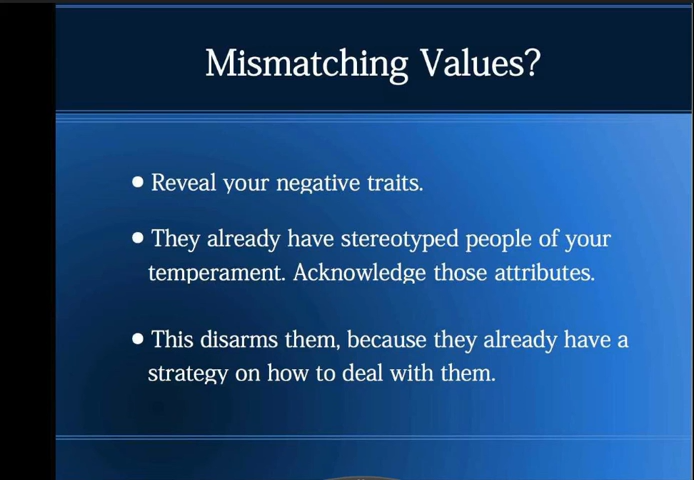 Mismatching Values?
• Reveal your negative traits.
• They already have stereotyped people of your
temperament. Acknowledge those attributes.
• This disarms them, because they already have a
strategy on how to deal with them.